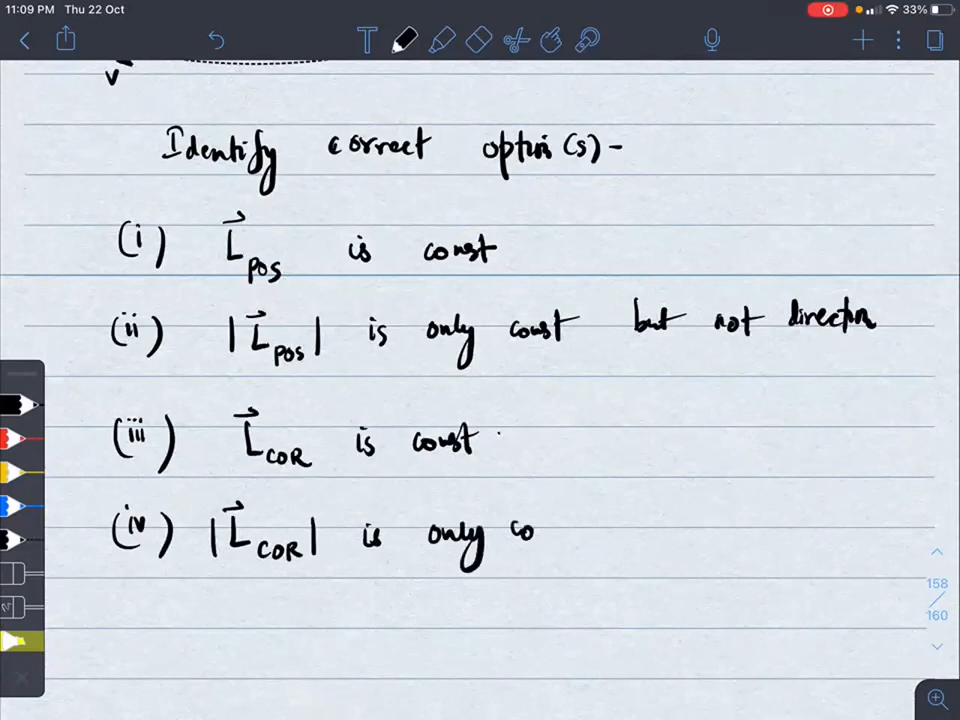 11:09 PM Thu 22 Oct 33%
v
Identify correct option(s) -
(i) L⃗POS is const
(ii) |L⃗POS| is only const but not direction
(iii) L⃗COR is const
(iv) |L⃗COR| is only co
158
160